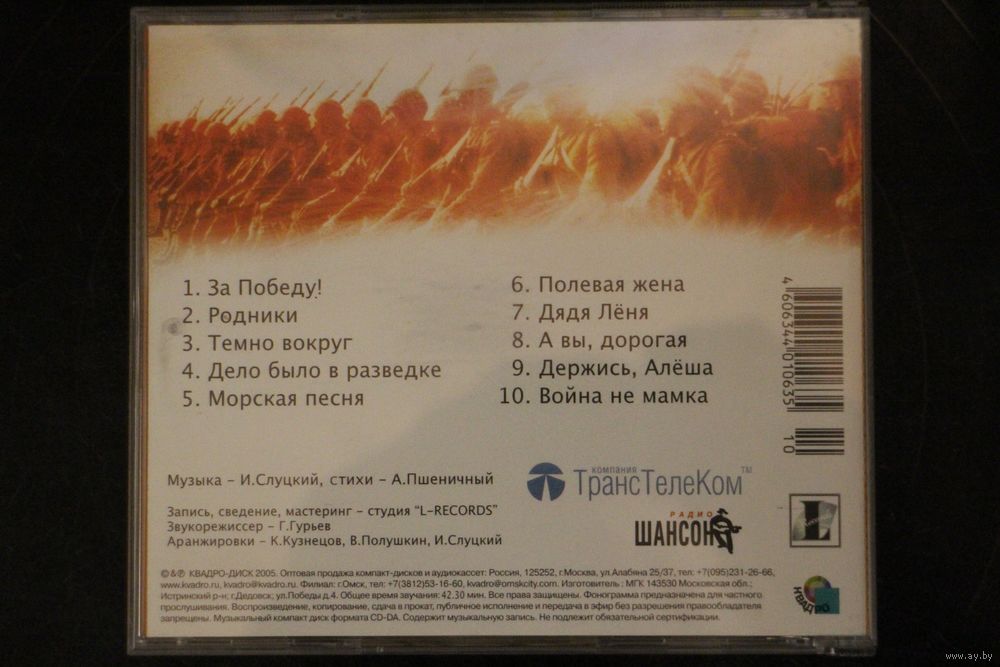 1. За Победу!
2. Родники
3. Темно вокруг
4. Дело было в разведке
5. Морская песня
6. Полевая жена
7. Дядя Лёня
8. А вы, дорогая
9. Держись, Алёша
10. Война не мамка
4 606344 010635
10
Музыка – И.Слуцкий, стихи – А.Пшеничный
Запись, сведение, мастеринг – студия "L-RECORDS"
Звукорежиссер – Г.Гурьев
Аранжировки – К.Кузнецов, В.Полушкин, И.Слуцкий
компания
ТрансТелеКом™
РАДИО
ШАНСОН
L
©&℗ КВАДРО-ДИСК 2005. Оптовая продажа компакт-дисков и аудиокассет: Россия, 125252, г.Москва, ул.Алабяна 25/37, тел: +7(095)231-26-66,
www.kvadro.ru, kvadro@kvadro.ru. Филиал: г.Омск, тел: +7(3812)53-16-60, kvadro@omskcity.com. Изготовитель: МГК 143530 Московская обл.;
Истринский р-н; г.Дедовск; ул.Победы д.4. Общее время звучания: 42.30 мин. Все права защищены. Фонограмма предназначена для частного
прослушивания. Воспроизведение, копирование, сдача в прокат, публичное исполнение и передача в эфир без разрешения правообладателя
запрещены. Музыкальный компакт диск формата CD-DA. Содержит музыкальную запись. Не подлежит обязательной сертификации.
КВАДРО
www.ay.by